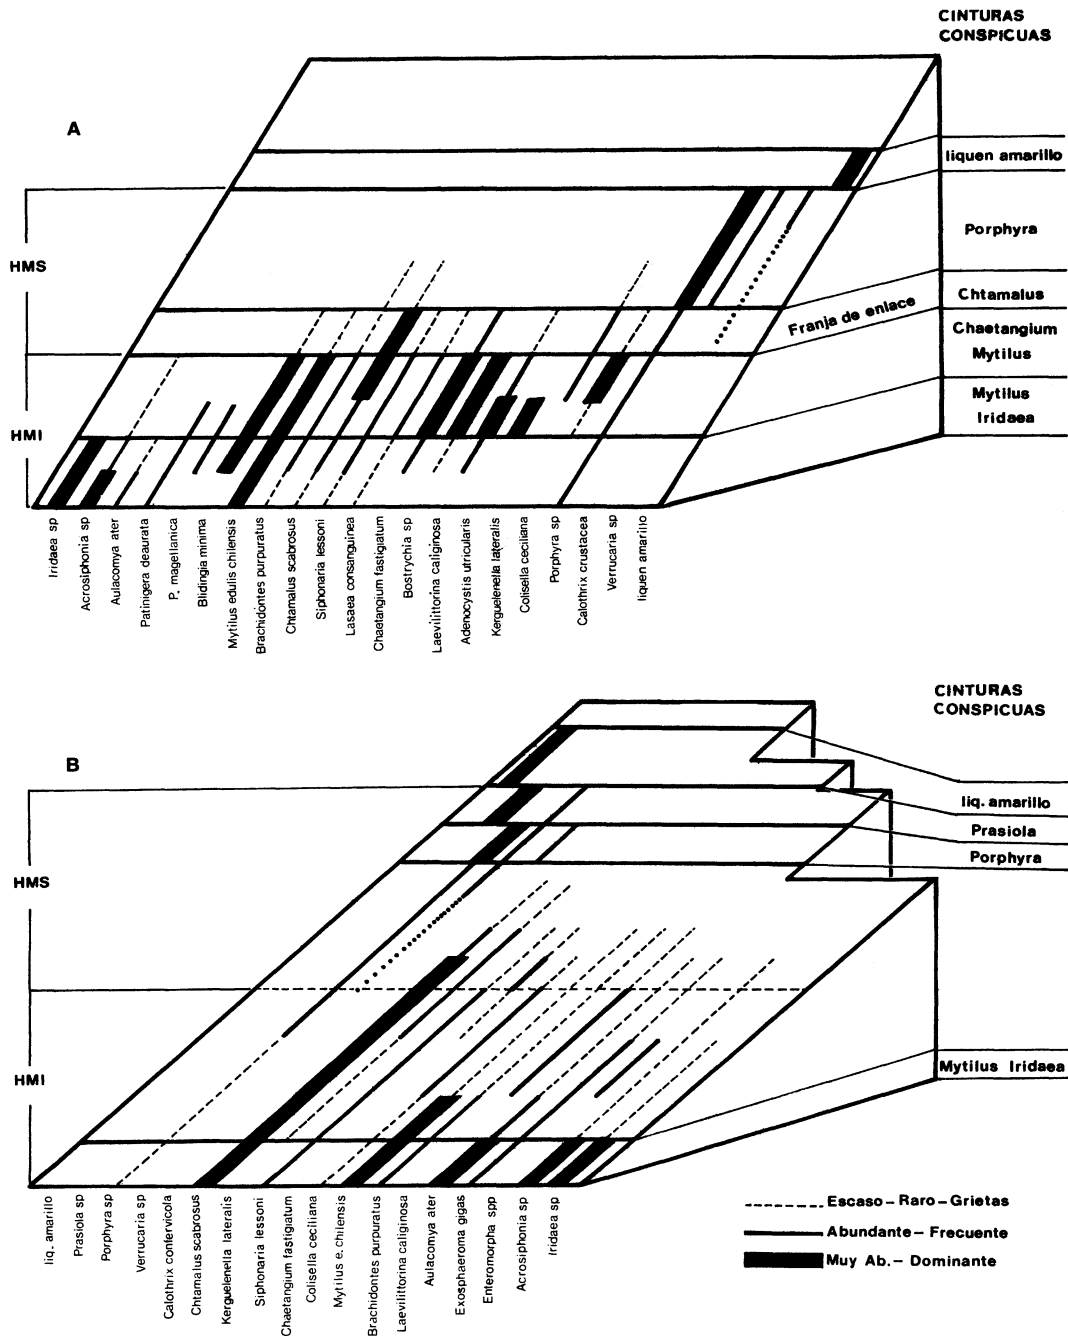 CINTURAS
CONSPICUAS
A
liquen amarillo
Porphyra
HMS
Chtamalus
Franja de enlace
Chaetangium
Mytilus
Mytilus
Iridaea
HMI
Iridaea sp
Acrosiphonia sp
Aulacomya ater
Patinigera deaurata
P. magellanica
Blidingia minima
Mytilus edulis chilensis
Brachidontes purpuratus
Chtamalus scabrosus
Siphonaria lessoni
Lasaea consanguinea
Chaetangium fastigiatum
Bostrychia sp
Laevilittorina caliginosa
Adenocystis utricularis
Kerguelenella lateralis
Colisella ceciliana
Porphyra sp
Calothrix crustacea
Verrucaria sp
liquen amarillo
CINTURAS
CONSPICUAS
B
liq. amarillo
Prasiola
Porphyra
HMS
HMI
Mytilus Iridaea
liq. amarillo
Prasiola sp
Porphyra sp
Verrucaria sp
Calothrix confervicola
Chtamalus scabrosus
Kerguelenella lateralis
Siphonaria lessoni
Chaetangium fastigiatum
Colisella ceciliana
Mytilus e. chilensis
Brachidontes purpuratus
Laevilittorina caliginosa
Aulacomya ater
Exosphaeroma gigas
Enteromorpha spp
Acrosiphonia sp
Iridaea sp
Escaso – Raro – Grietas
Abundante – Frecuente
Muy Ab. – Dominante